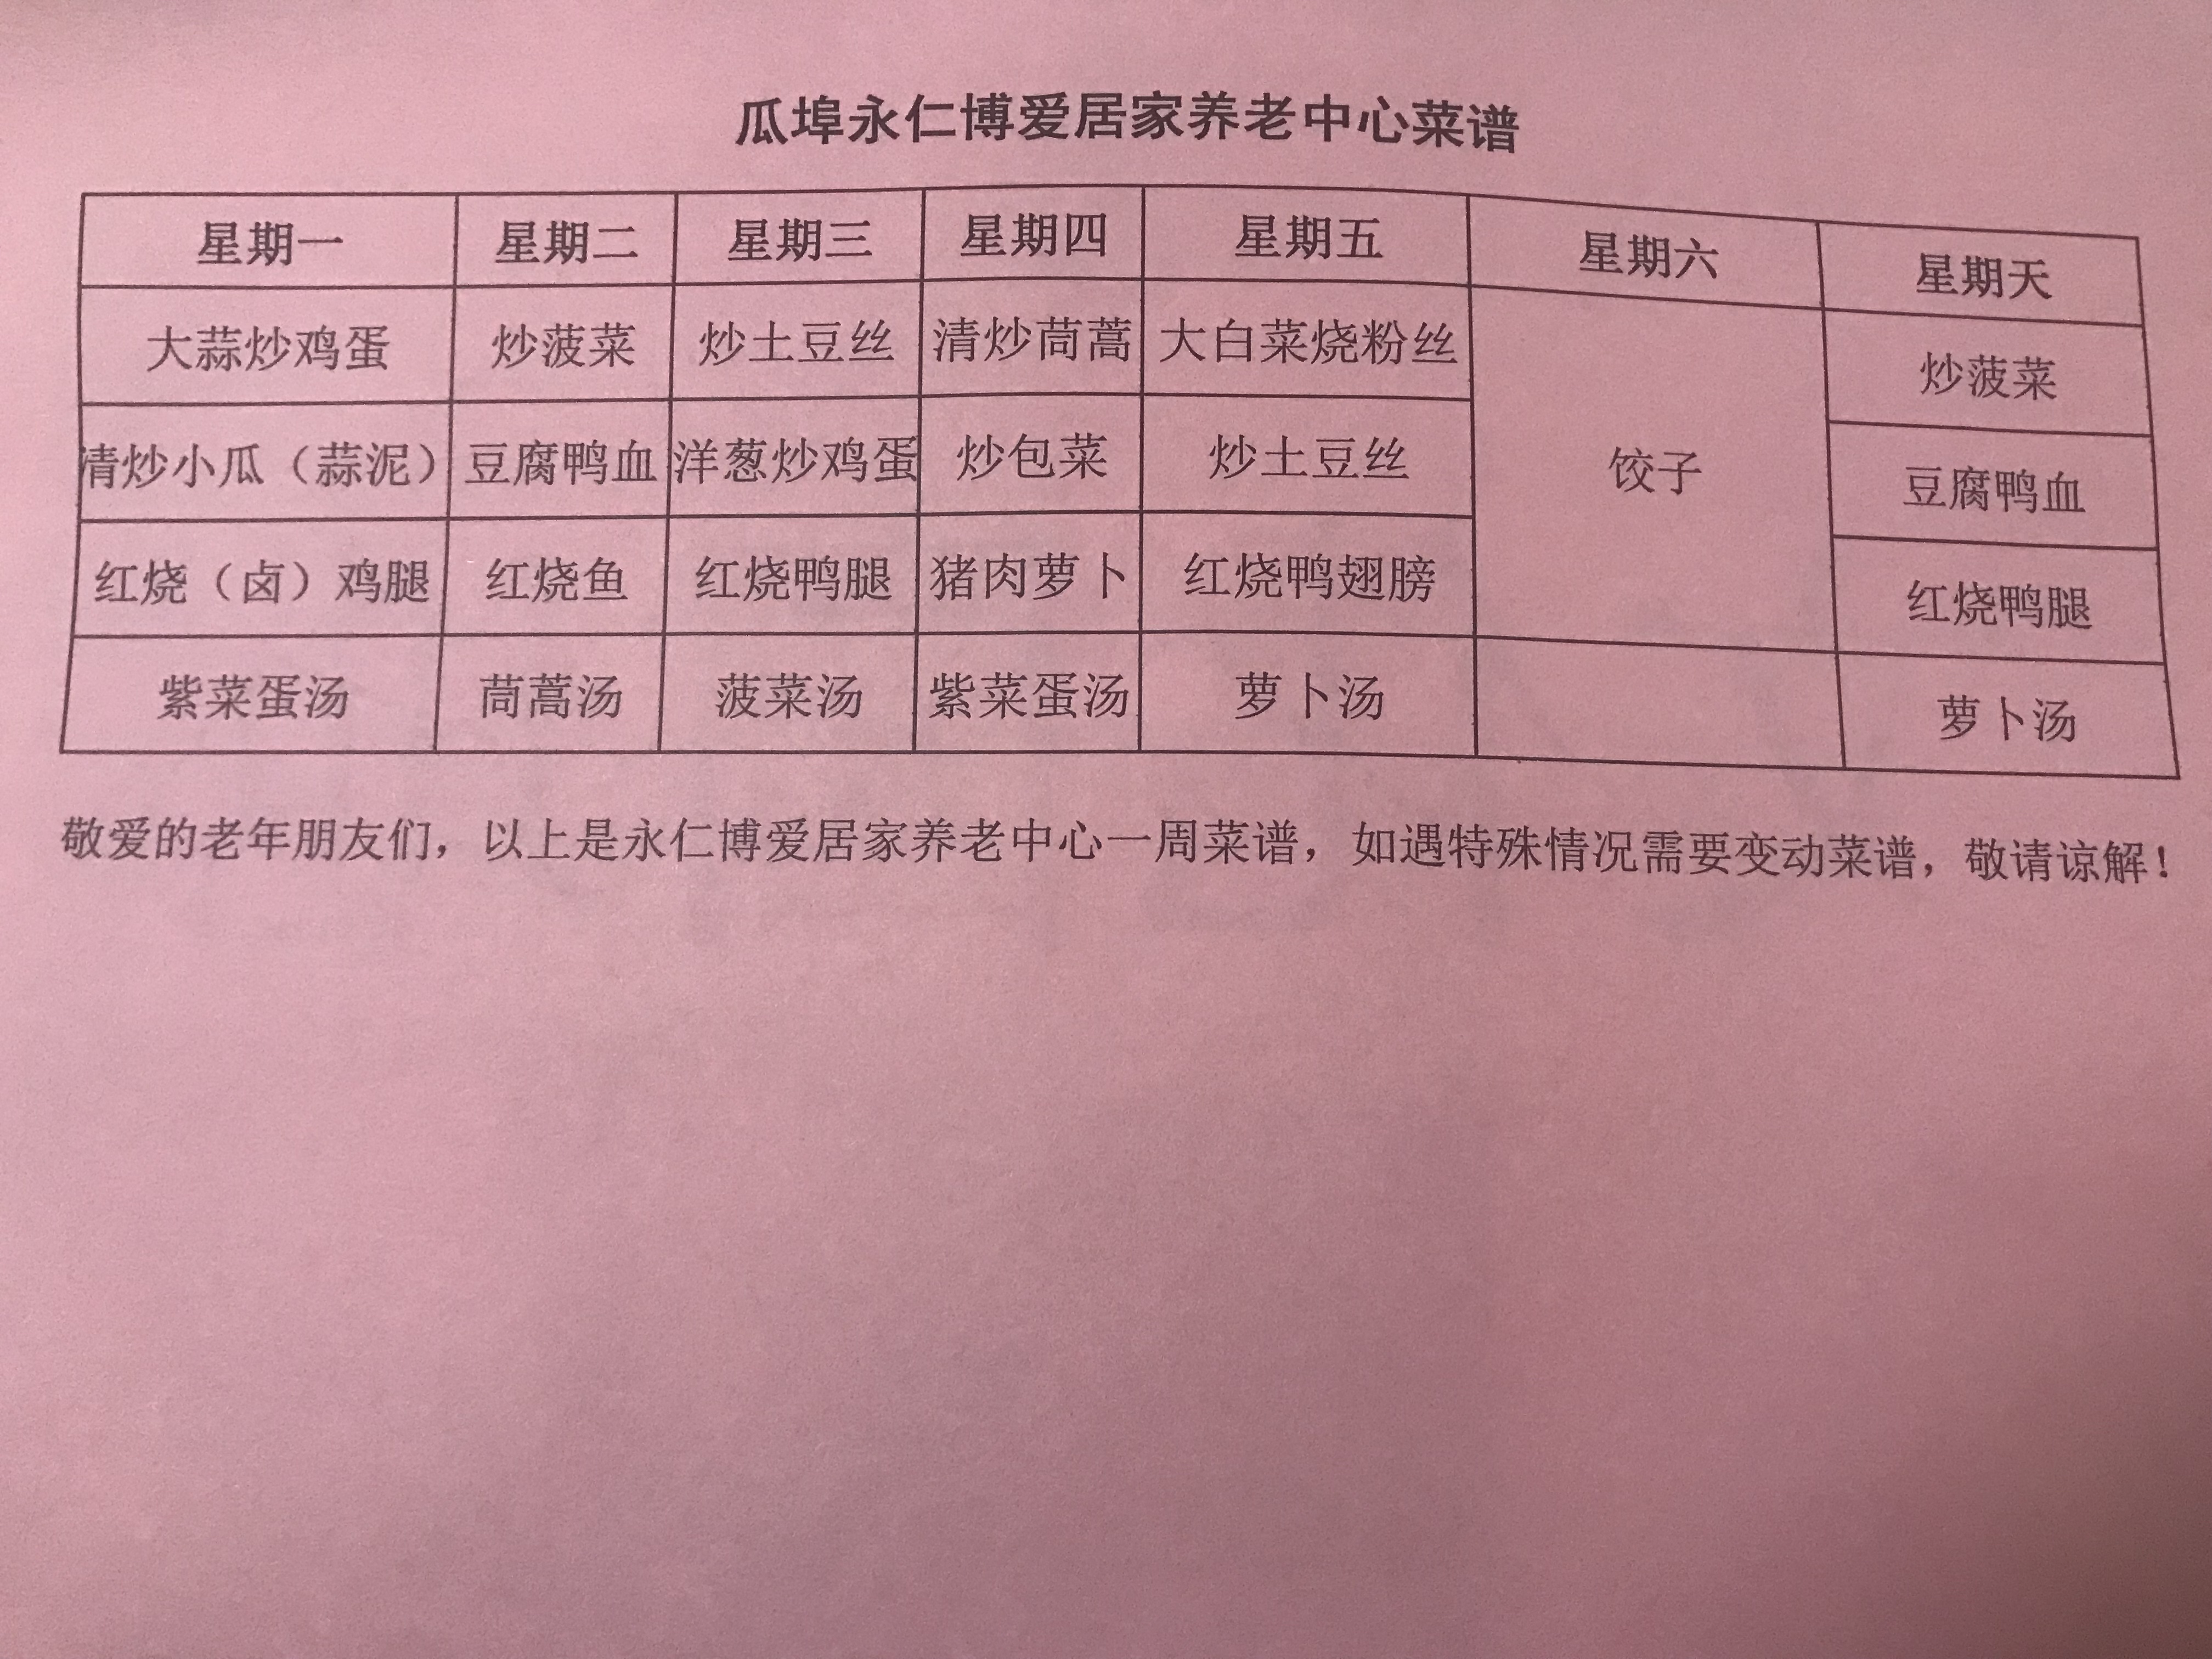 瓜埠永仁博爱居家养老中心菜谱
星期一 星期二 星期三 星期四 星期五 星期六 星期天
大蒜炒鸡蛋 炒菠菜 炒土豆丝 清炒茼蒿 大白菜烧粉丝 饺子 炒菠菜
清炒小瓜（蒜泥） 豆腐鸭血 洋葱炒鸡蛋 炒包菜 炒土豆丝 豆腐鸭血
红烧（卤）鸡腿 红烧鱼 红烧鸭腿 猪肉萝卜 红烧鸭翅膀 红烧鸭腿
紫菜蛋汤 茼蒿汤 菠菜汤 紫菜蛋汤 萝卜汤 萝卜汤
敬爱的老年朋友们，以上是永仁博爱居家养老中心一周菜谱，如遇特殊情况需要变动菜谱，敬请谅解！